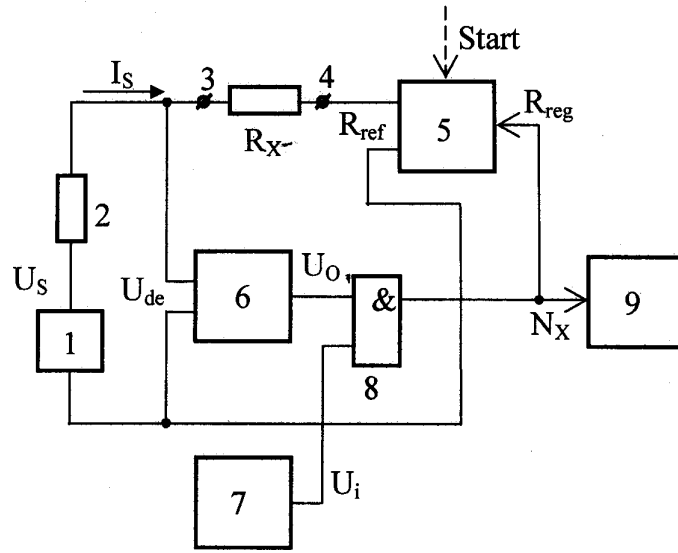 Start
I_S
3
4
R_X
R_ref
5
R_reg
2
U_S
U_de
6
U_O
&
1
8
N_X
9
7
U_i